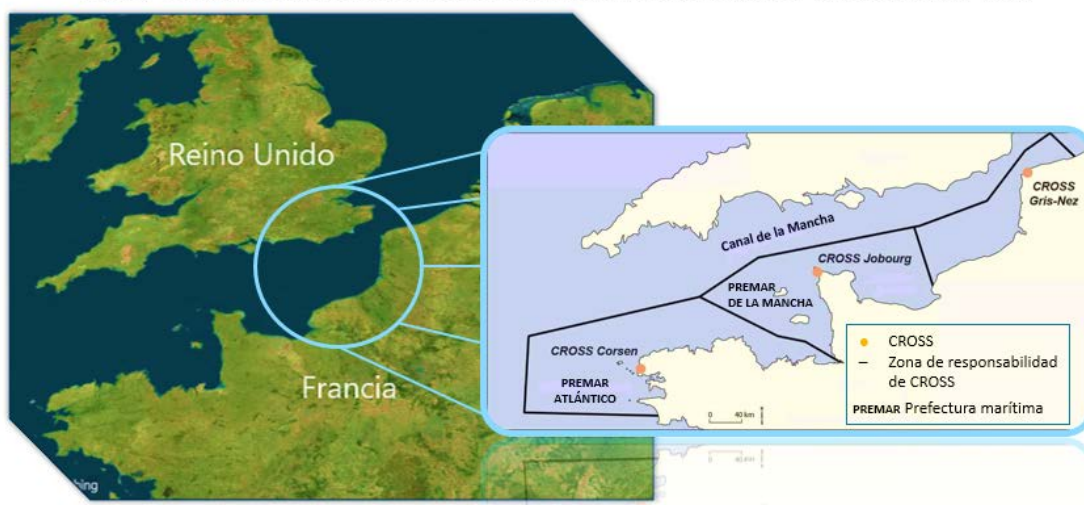 Reino Unido
Francia
hing
CROSS
Gris-Nez
Canal de la Mancha
CROSS Jobourg
PREMAR
DE LA MANCHA
CROSS Corsen
PREMAR
ATLÁNTICO
0 40 km
CROSS
Zona de responsabilidad
de CROSS
PREMAR Prefectura marítima